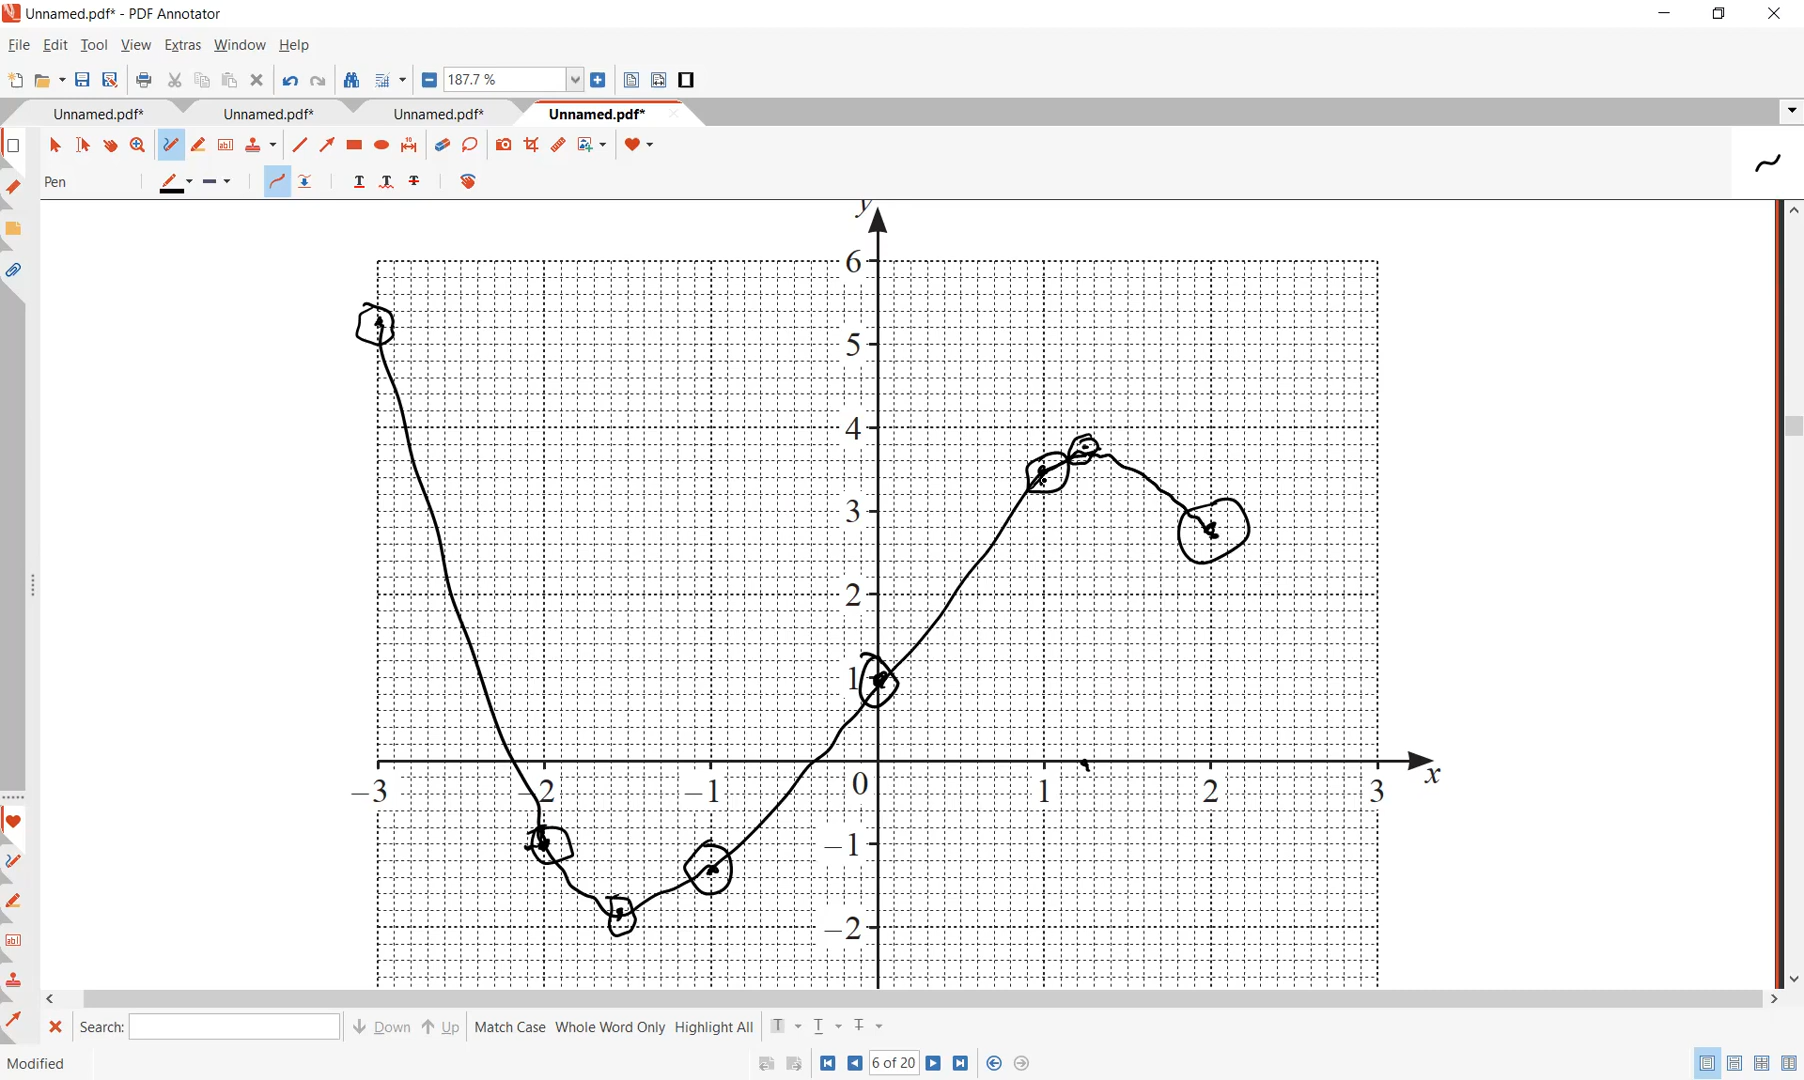 Unnamed.pdf* - PDF Annotator
File Edit Tool View Extras Window Help
187.7 %
Unnamed.pdf* Unnamed.pdf* Unnamed.pdf* Unnamed.pdf*
Pen
y
6
5
4
3
2
1
-3 -2 -1 0 1 2 3 x
-1
-2
Search: Down Up Match Case Whole Word Only Highlight All T T T
Modified 6 of 20